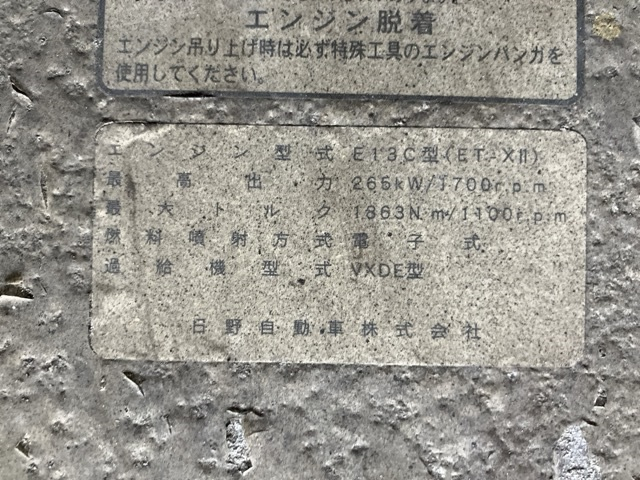 エンジン脱着
エンジン吊り上げ時は必ず特殊工具のエンジンハンガを
使用してください。
エンジン型式 E13C型(ET-XII)
最高出力 265kW/1700r.p.m
最大トルク 1863N・m/1100r.p.m
燃料噴射方式 電子式
過給機型式 VXDE型
日野自動車株式会社